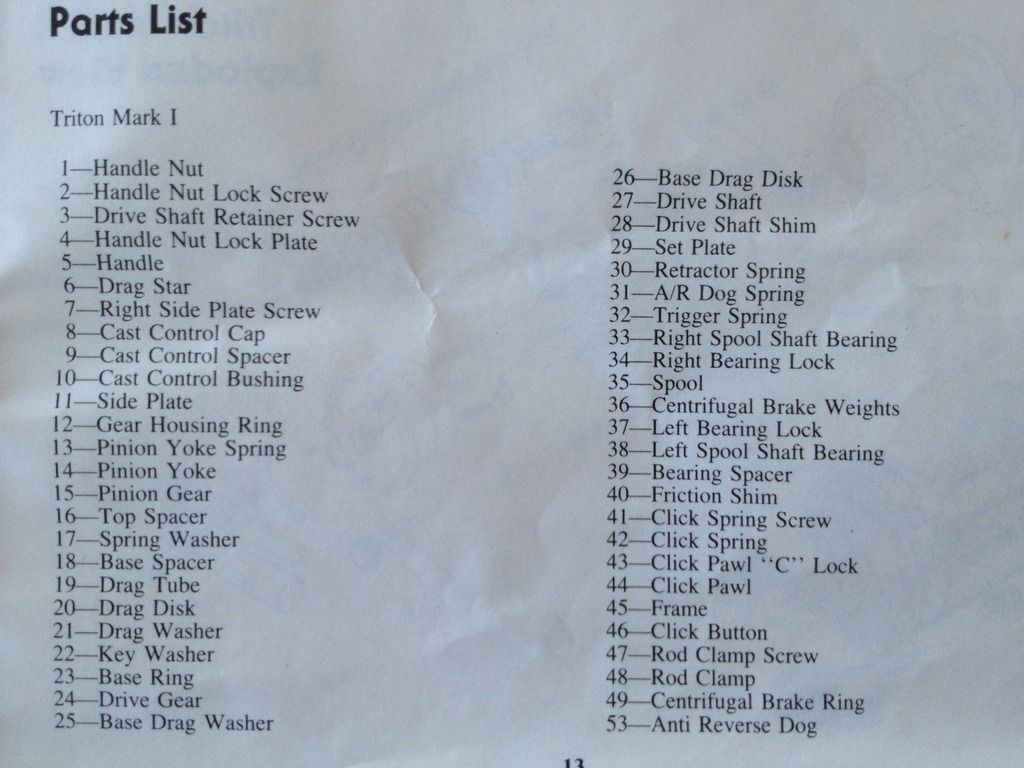 Parts List
Triton Mark I
1—Handle Nut
2—Handle Nut Lock Screw
3—Drive Shaft Retainer Screw
4—Handle Nut Lock Plate
5—Handle
6—Drag Star
7—Right Side Plate Screw
8—Cast Control Cap
9—Cast Control Spacer
10—Cast Control Bushing
11—Side Plate
12—Gear Housing Ring
13—Pinion Yoke Spring
14—Pinion Yoke
15—Pinion Gear
16—Top Spacer
17—Spring Washer
18—Base Spacer
19—Drag Tube
20—Drag Disk
21—Drag Washer
22—Key Washer
23—Base Ring
24—Drive Gear
25—Base Drag Washer
26—Base Drag Disk
27—Drive Shaft
28—Drive Shaft Shim
29—Set Plate
30—Retractor Spring
31—A/R Dog Spring
32—Trigger Spring
33—Right Spool Shaft Bearing
34—Right Bearing Lock
35—Spool
36—Centrifugal Brake Weights
37—Left Bearing Lock
38—Left Spool Shaft Bearing
39—Bearing Spacer
40—Friction Shim
41—Click Spring Screw
42—Click Spring
43—Click Pawl “C” Lock
44—Click Pawl
45—Frame
46—Click Button
47—Rod Clamp Screw
48—Rod Clamp
49—Centrifugal Brake Ring
53—Anti Reverse Dog
13